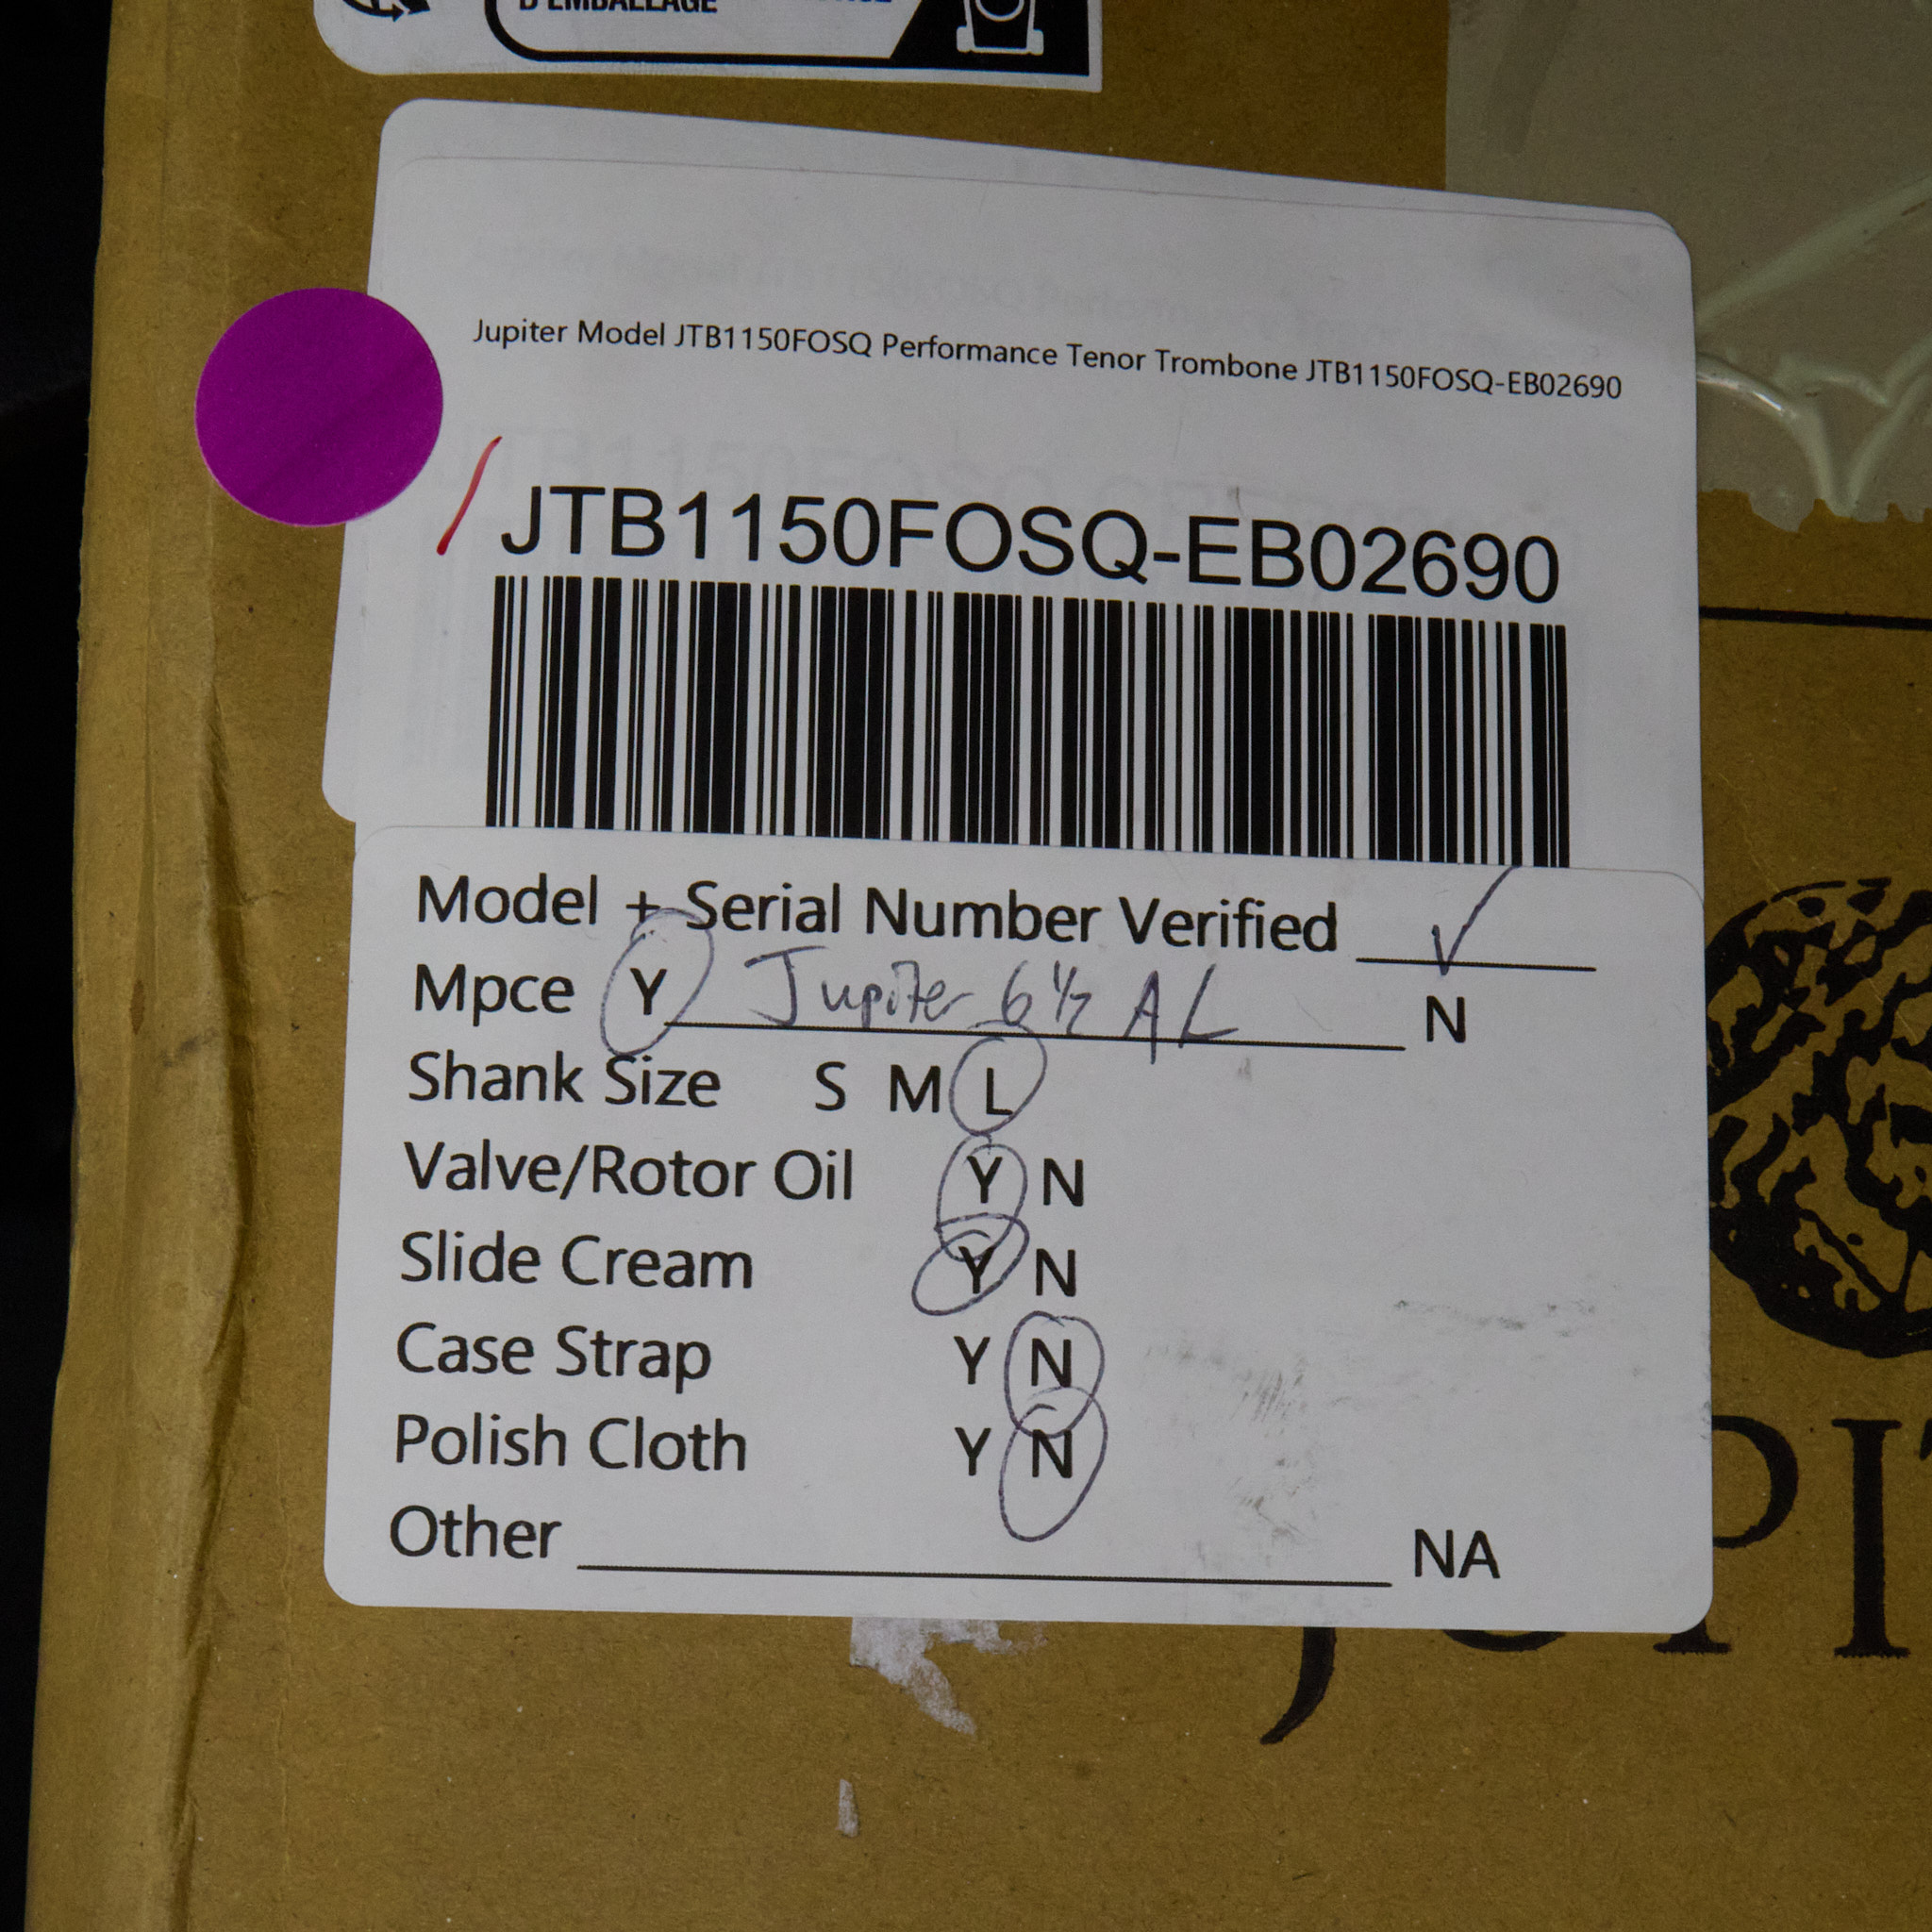 D'EMBALLAGE
Jupiter Model JTB1150FOSQ Performance Tenor Trombone JTB1150FOSQ-EB02690
JTB1150FOSQ-EB02690
Model + Serial Number Verified ✓
Mpce Y Jupiter 6½ AL N
Shank Size S M L
Valve/Rotor Oil Y N
Slide Cream Y N
Case Strap Y N
Polish Cloth Y N
Other NA